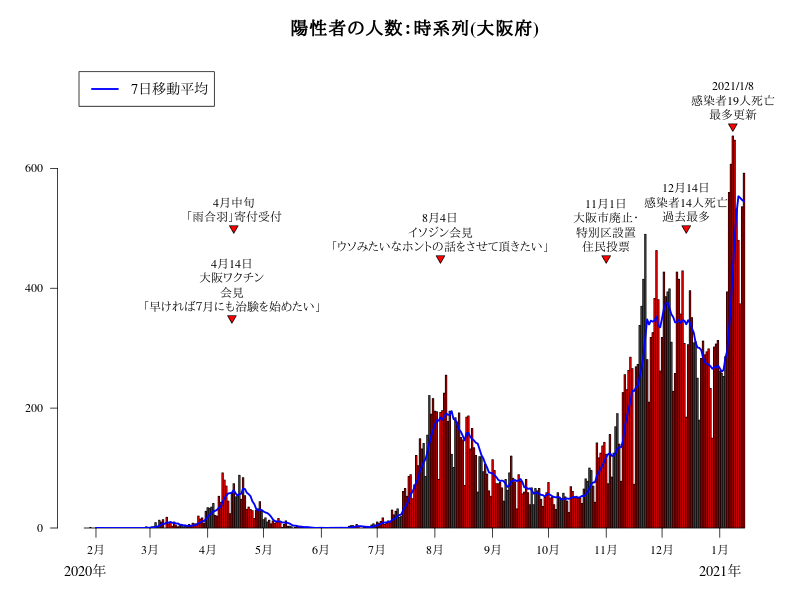 陽性者の人数:時系列(大阪府)
7日移動平均
2021/1/8
感染者19人死亡
最多更新
12月14日
感染者14人死亡
過去最多
11月1日
大阪市廃止・
特別区設置
住民投票
4月中旬
「雨合羽」寄付受付
8月4日
イソジン会見
「ウソみたいなホントの話をさせて頂きたい」
4月14日
大阪ワクチン
会見
「早ければ7月にも治験を始めたい」
600
400
200
0
2月 3月 4月 5月 6月 7月 8月 9月 10月 11月 12月 1月
2020年 2021年